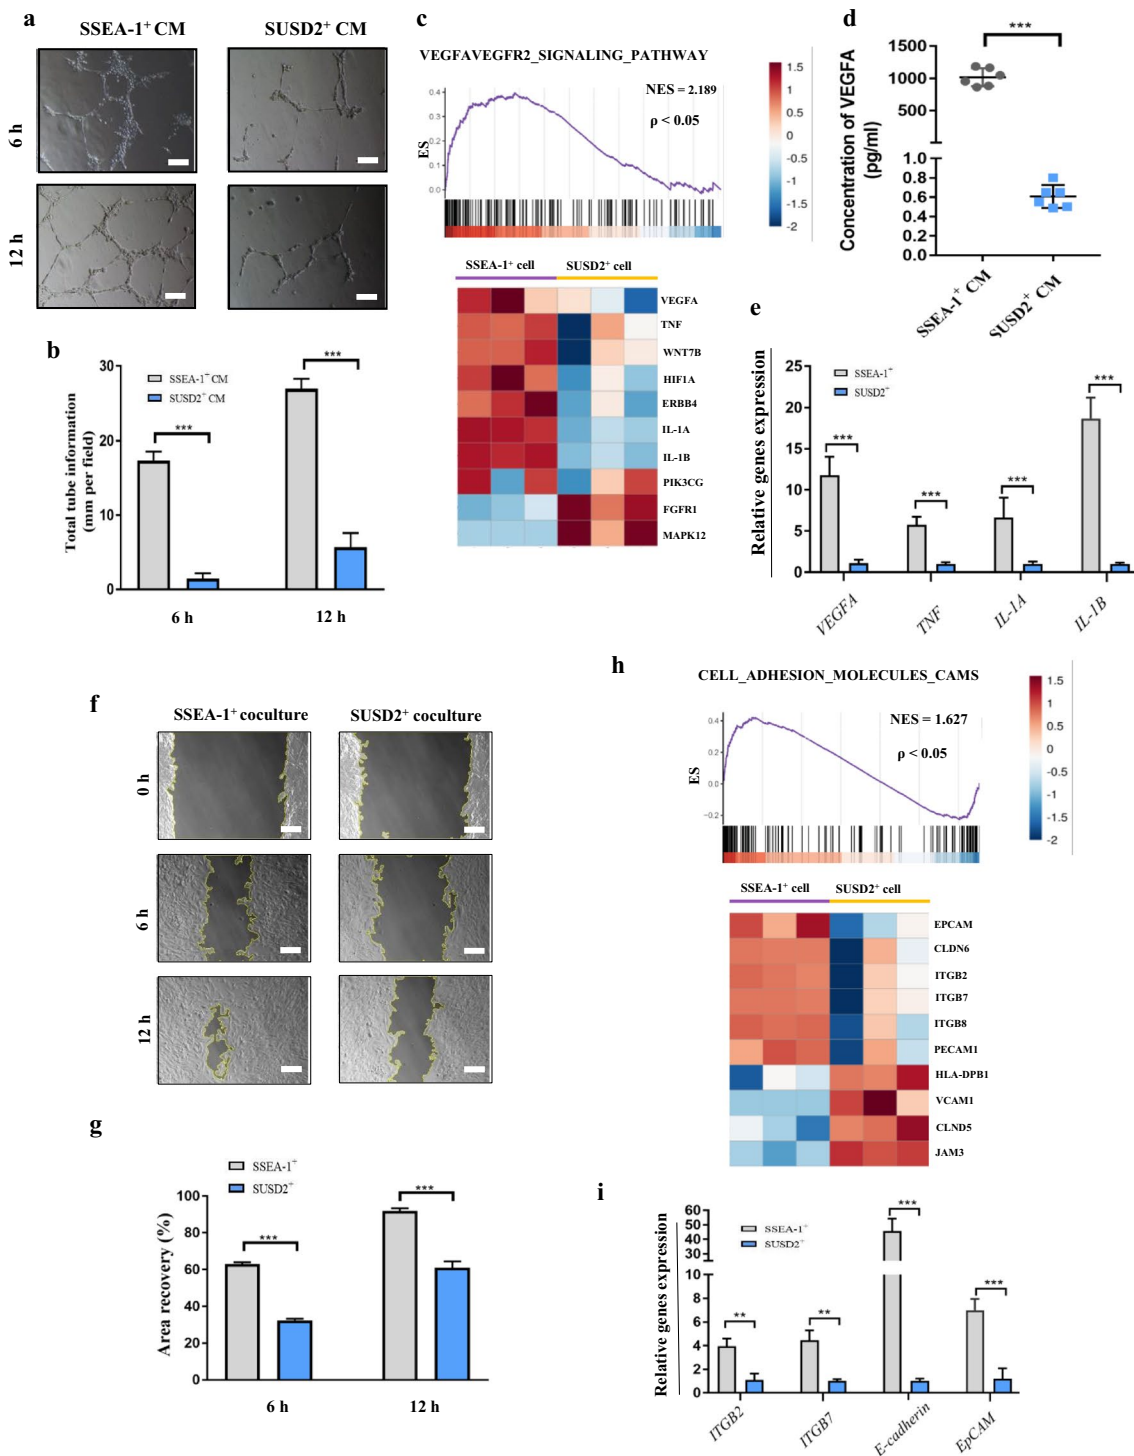 a
SSEA-1+ CM
SUSD2+ CM
6 h
12 h
b
Total tube information
(mm per field)
30
20
10
0
SSEA-1+ CM
SUSD2+ CM
***
***
6 h
12 h
c
VEGFAVEGFR2_SIGNALING_PATHWAY
NES = 2.189
ρ < 0.05
ES
0.4
0.3
0.2
0.1
0.0
1.5
1
0.5
0
-0.5
-1
-1.5
-2
SSEA-1+ cell
SUSD2+ cell
VEGFA
TNF
WNT7B
HIF1A
ERBB4
IL-1A
IL-1B
PIK3CG
FGFR1
MAPK12
d
Concentration of VEGFA
(pg/ml)
1500
1000
500
1.0
0.8
0.6
0.4
0.2
0.0
***
SSEA-1+ CM
SUSD2+ CM
e
Relative genes expression
25
20
15
10
5
0
SSEA-1+
SUSD2+
***
***
***
***
VEGFA
TNF
IL-1A
IL-1B
f
SSEA-1+ coculture
SUSD2+ coculture
0 h
6 h
12 h
g
Area recovery (%)
100
80
60
40
20
0
SSEA-1+
SUSD2+
***
***
6 h
12 h
h
CELL_ADHESION_MOLECULES_CAMS
NES = 1.627
ρ < 0.05
ES
0.4
0.2
0.0
-0.2
1.5
1
0.5
0
-0.5
-1
-1.5
-2
SSEA-1+ cell
SUSD2+ cell
EPCAM
CLDN6
ITGB2
ITGB7
ITGB8
PECAM1
HLA-DPB1
VCAM1
CLND5
JAM3
i
Relative genes expression
60
50
40
30
20
10
8
6
4
2
0
SSEA-1+
SUSD2+
**
**
***
***
ITGB2
ITGB7
E-cadherin
EpCAM